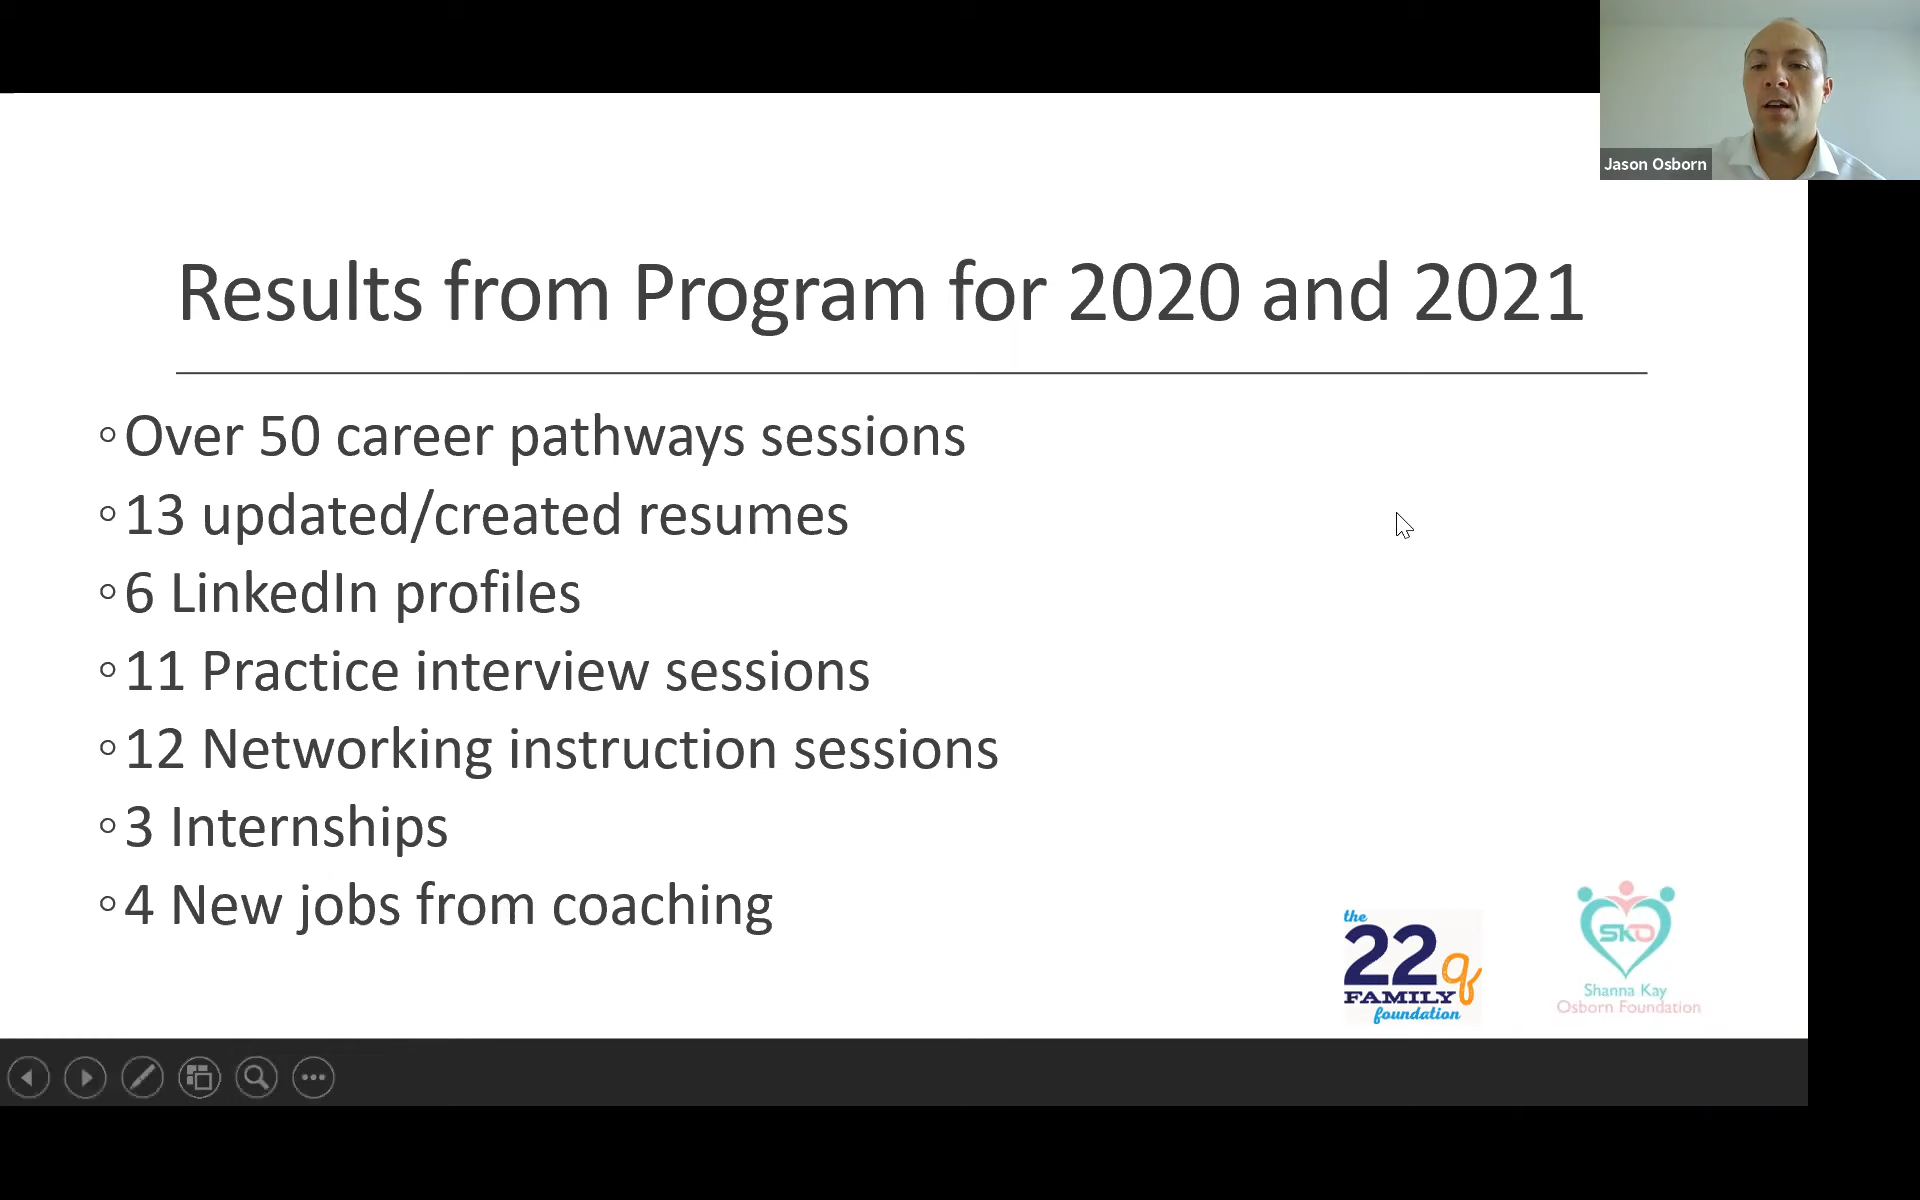 Jason Osborn
Results from Program for 2020 and 2021
Over 50 career pathways sessions
13 updated/created resumes
6 LinkedIn profiles
11 Practice interview sessions
12 Networking instruction sessions
3 Internships
4 New jobs from coaching
the
22q
FAMILY
foundation
SKO
Shanna Kay
Osborn Foundation